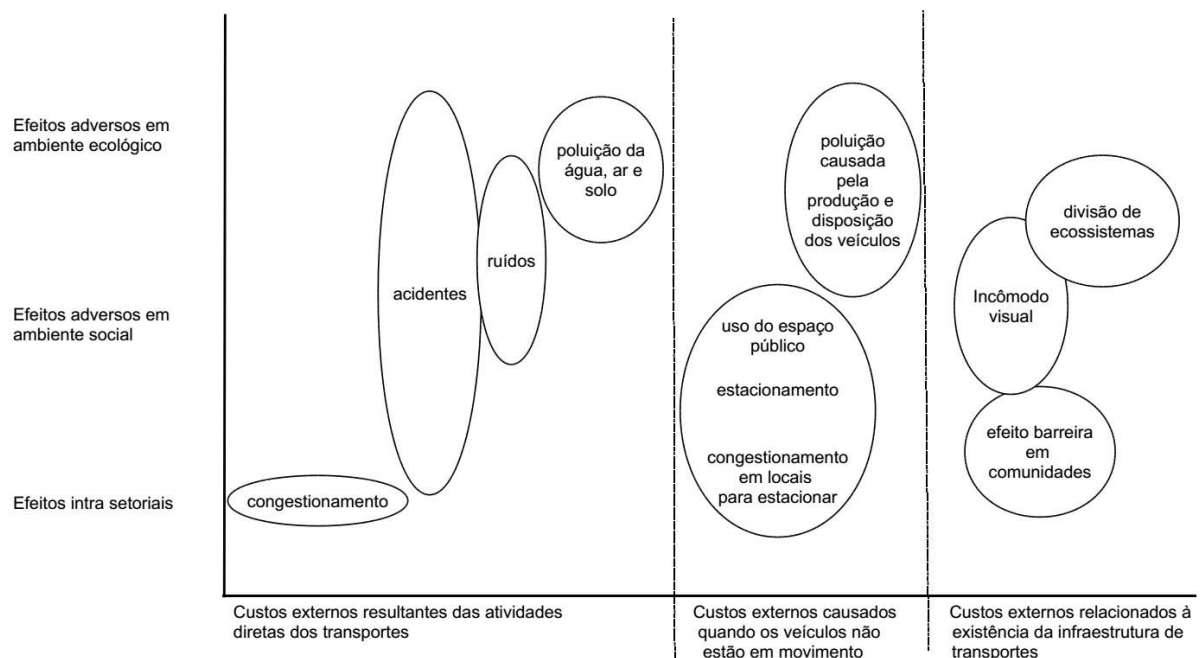 Efeitos adversos em
ambiente ecológico
Efeitos adversos em
ambiente social
Efeitos intra setoriais
congestionamento
acidentes
ruídos
poluição da
água, ar e
solo
poluição
causada
pela
produção e
disposição
dos veículos
uso do espaço
público
estacionamento
congestionamento
em locais
para estacionar
divisão de
ecossistemas
Incômodo
visual
efeito barreira
em
comunidades
Custos externos resultantes das atividades
diretas dos transportes
Custos externos causados
quando os veículos não
estão em movimento
Custos externos relacionados à
existência da infraestrutura de
transportes